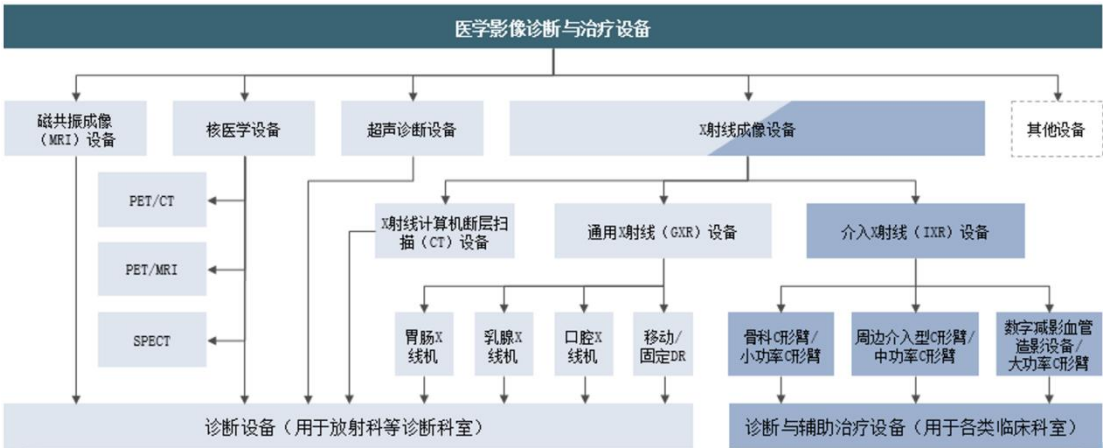 医学影像诊断与治疗设备
磁共振成像
(MRI)设备
核医学设备
超声诊断设备
X射线成像设备
其他设备
PET/CT
PET/MRI
SPECT
X射线计算机断层扫
描(CT)设备
通用X射线(GXR)设备
介入X射线(IXR)设备
胃肠X
线机
乳腺X
线机
口腔X
线机
移动/
固定DR
骨科C形臂/
小功率C形臂
周边介入型C形臂/
中功率C形臂
数字减影血管
造影设备/
大功率C形臂
诊断设备(用于放射科等诊断科室)
诊断与辅助治疗设备(用于各类临床科室)